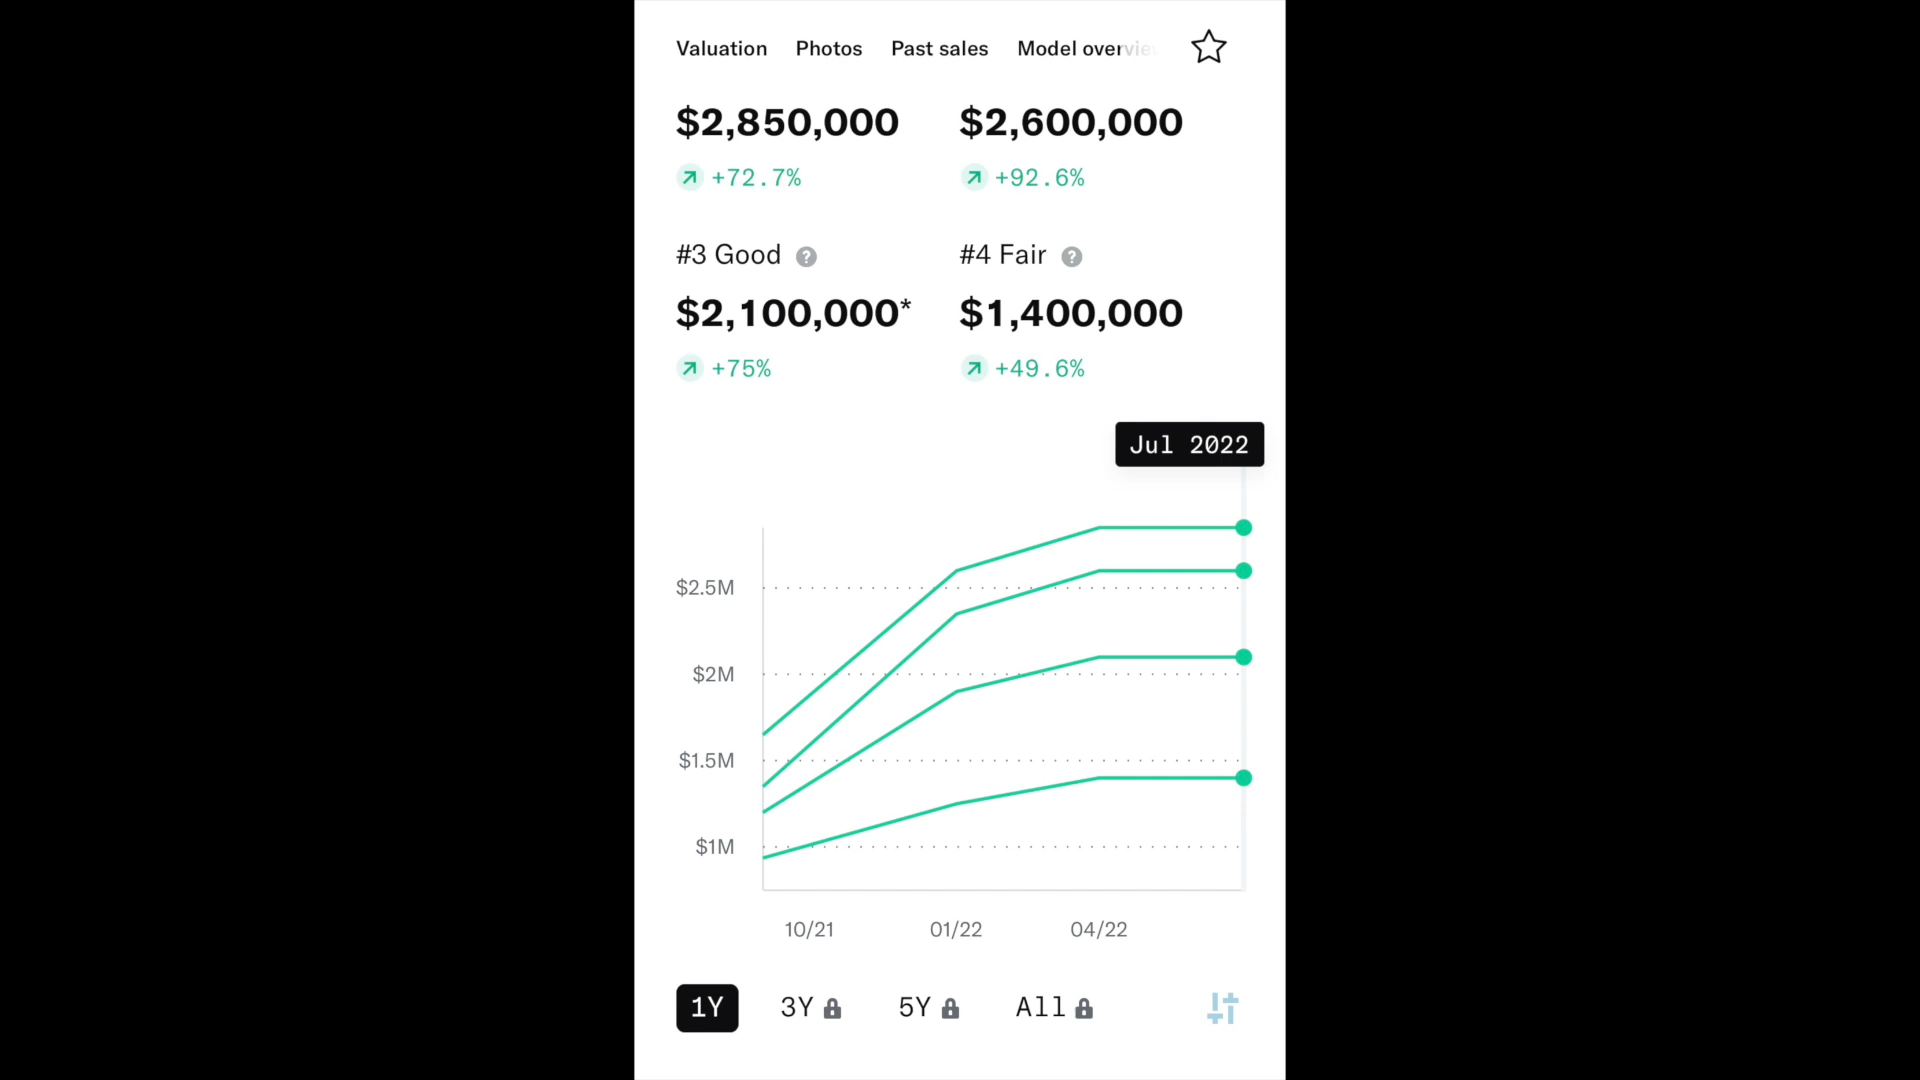 Valuation Photos Past sales Model overvie
$2,850,000 $2,600,000
+72.7% +92.6%
#3 Good ? #4 Fair ?
$2,100,000* $1,400,000
+75% +49.6%
Jul 2022
$2.5M
$2M
$1.5M
$1M
10/21 01/22 04/22
1Y 3Y 5Y All